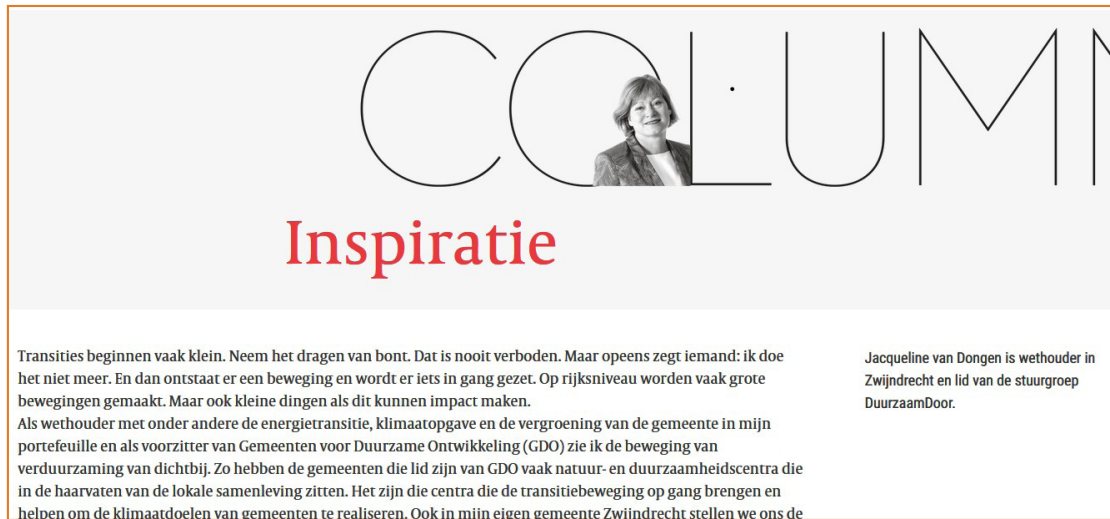 COLUMN
Inspiratie
Transities beginnen vaak klein. Neem het dragen van bont. Dat is nooit verboden. Maar opeens zegt iemand: ik doe
het niet meer. En dan ontstaat er een beweging en wordt er iets in gang gezet. Op rijksniveau worden vaak grote
bewegingen gemaakt. Maar ook kleine dingen als dit kunnen impact maken.
Als wethouder met onder andere de energietransitie, klimaatopgave en de vergroening van de gemeente in mijn
portefeuille en als voorzitter van Gemeenten voor Duurzame Ontwikkeling (GDO) zie ik de beweging van
verduurzaming van dichtbij. Zo hebben de gemeenten die lid zijn van GDO vaak natuur- en duurzaamheidscentra die
in de haarvaten van de lokale samenleving zitten. Het zijn die centra die de transitiebeweging op gang brengen en
helpen om de klimaatdoelen van gemeenten te realiseren. Ook in mijn eigen gemeente Zwijndrecht stellen we ons de
Jacqueline van Dongen is wethouder in
Zwijndrecht en lid van de stuurgroep
DuurzaamDoor.